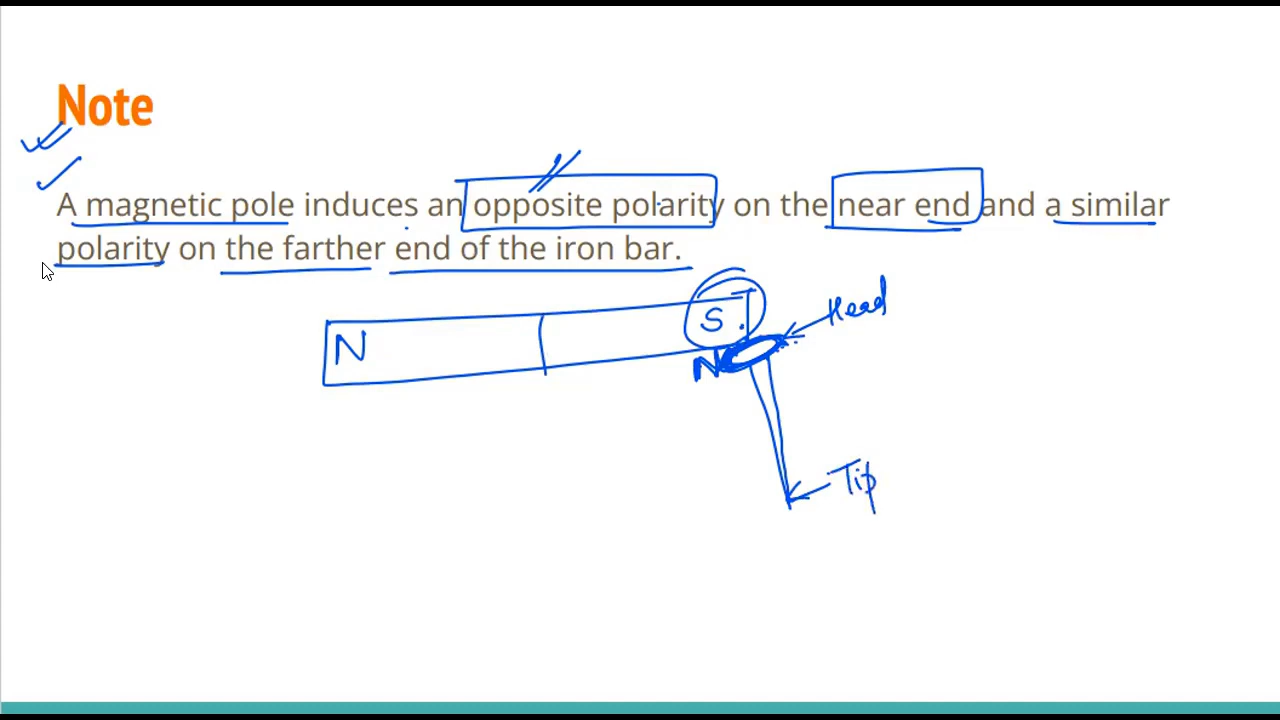 Note
A magnetic pole induces an opposite polarity on the near end and a similar
polarity on the farther end of the iron bar.
N S
Head
N
Tip